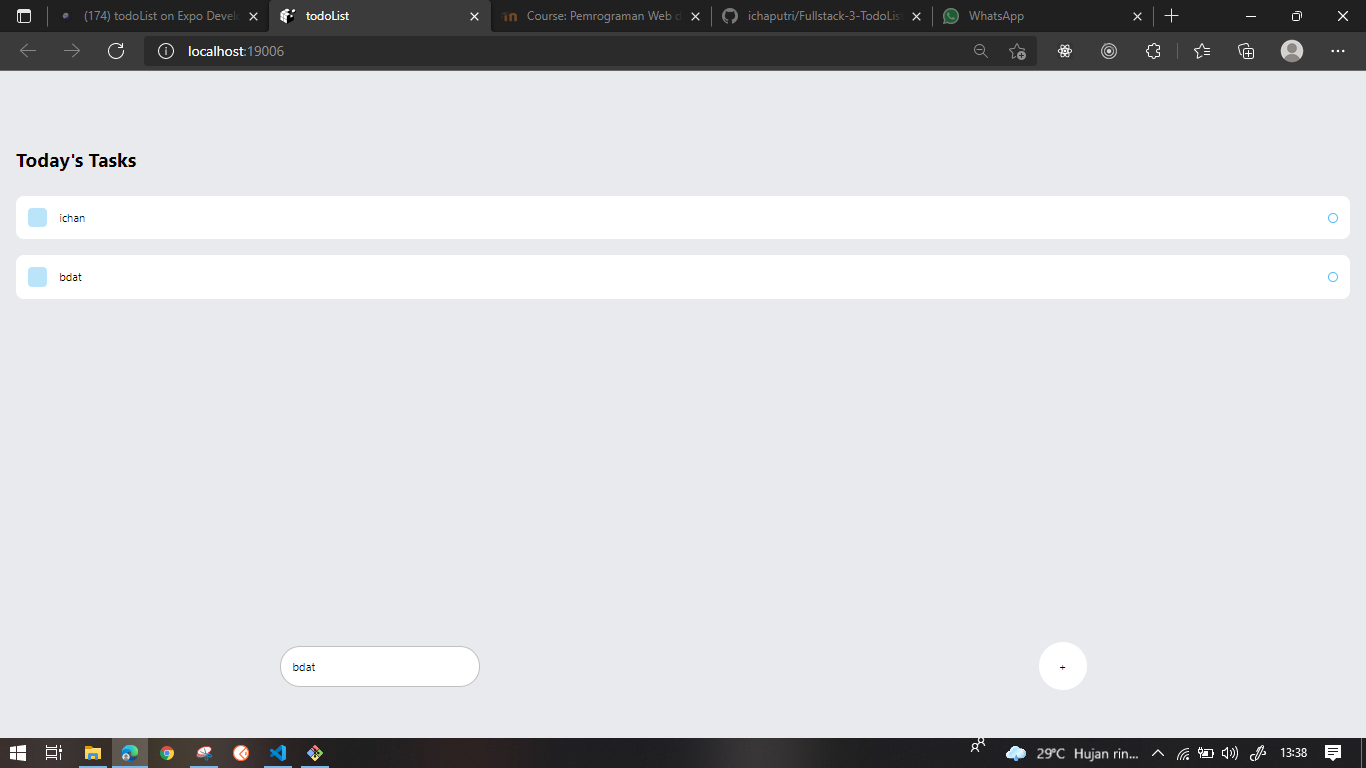 (174) todoList on Expo Devel
todoList
Course: Pemrograman Web d
ichaputri/Fullstack-3-TodoLis
WhatsApp
localhost:19006
Today's Tasks
ichan
bdat
bdat
+
29°C Hujan rin...
13:38